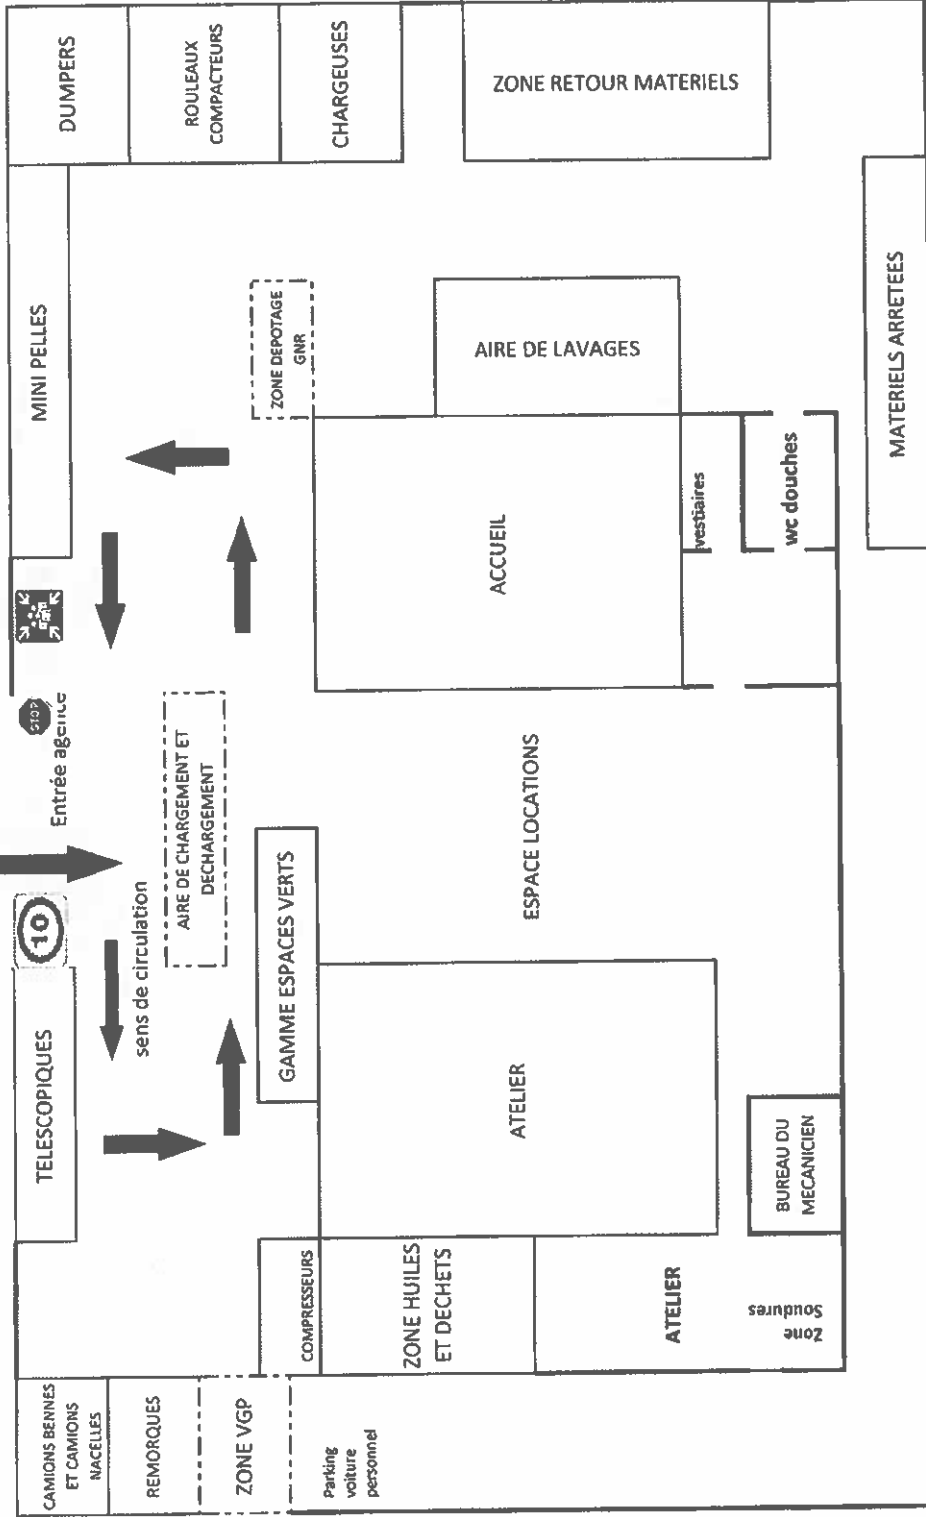 CAMIONS BENNES
ET CAMIONS
NACELLES
TELESCOPIQUES
10
Entrée agence
STOP
MINI PELLES
DUMPERS
REMORQUES
sens de circulation
AIRE DE CHARGEMENT ET
DECHARGEMENT
ROULEAUX
COMPACTEURS
ZONE VGP
COMPRESSEURS
GAMME ESPACES VERTS
ZONE DEPOTAGE
GNR
CHARGEUSES
Parking
voiture
personnel
ZONE HUILES
ET DECHETS
ATELIER
ESPACE LOCATIONS
ACCUEIL
AIRE DE LAVAGES
ZONE RETOUR MATERIELS
ATELIER
Zone
Soudures
BUREAU DU
MECANICIEN
vestiaires
wc douches
MATERIELS ARRETEES